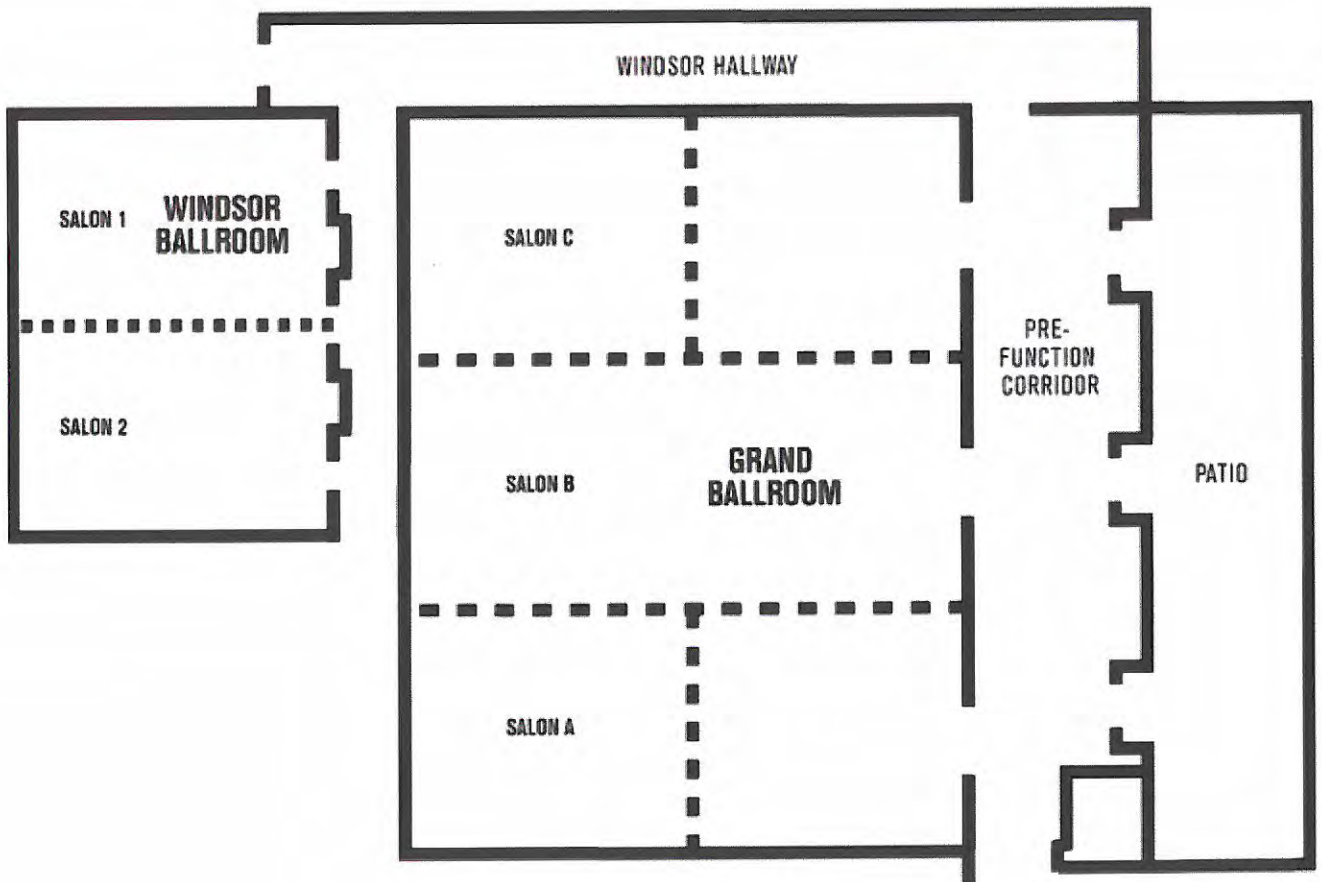 WINDSOR HALLWAY
SALON 1
WINDSOR
BALLROOM
SALON 2
SALON C
SALON B
GRAND
BALLROOM
SALON A
PRE-
FUNCTION
CORRIDOR
PATIO